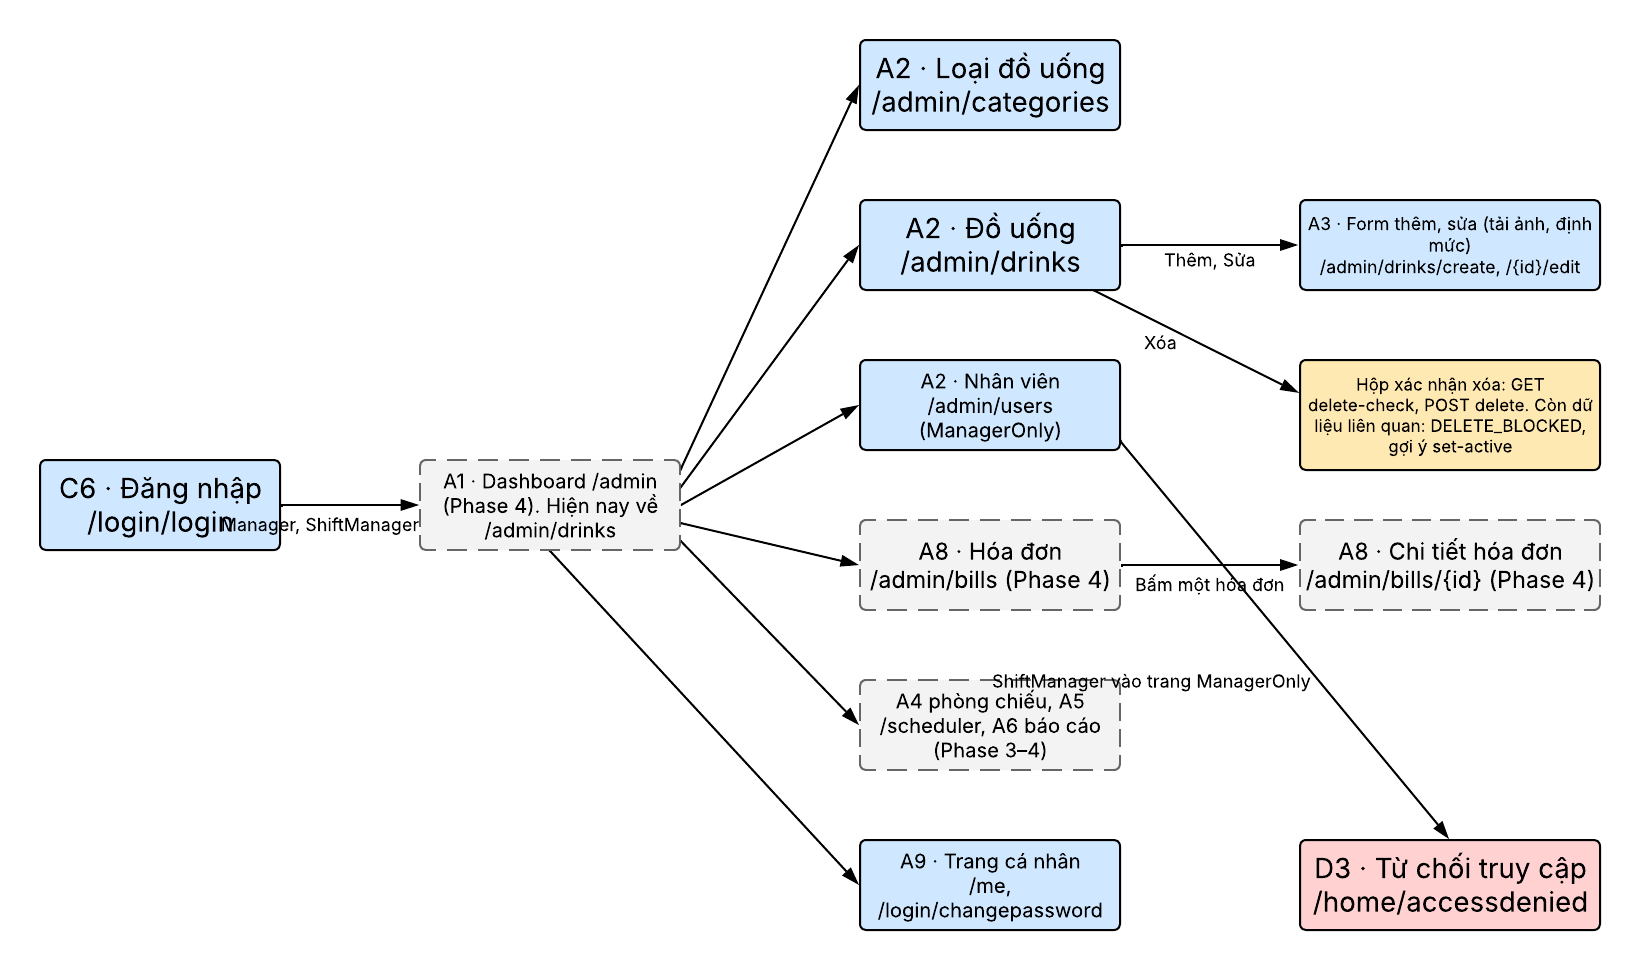 A2 · Loại đồ uống
/admin/categories
A2 · Đồ uống
/admin/drinks
Thêm, Sửa
A3 · Form thêm, sửa (tải ảnh, định
mức)
/admin/drinks/create, /{id}/edit
Xóa
A2 · Nhân viên
/admin/users
(ManagerOnly)
Hộp xác nhận xóa: GET
delete-check, POST delete. Còn dữ
liệu liên quan: DELETE_BLOCKED,
gợi ý set-active
C6 · Đăng nhập
/login/login
Manager, ShiftManager
A1 · Dashboard /admin
(Phase 4). Hiện nay về
/admin/drinks
A8 · Hóa đơn
/admin/bills (Phase 4)
Bấm một hóa đơn
A8 · Chi tiết hóa đơn
/admin/bills/{id} (Phase 4)
ShiftManager vào trang ManagerOnly
A4 phòng chiếu, A5
/scheduler, A6 báo cáo
(Phase 3–4)
A9 · Trang cá nhân
/me,
/login/changepassword
D3 · Từ chối truy cập
/home/accessdenied